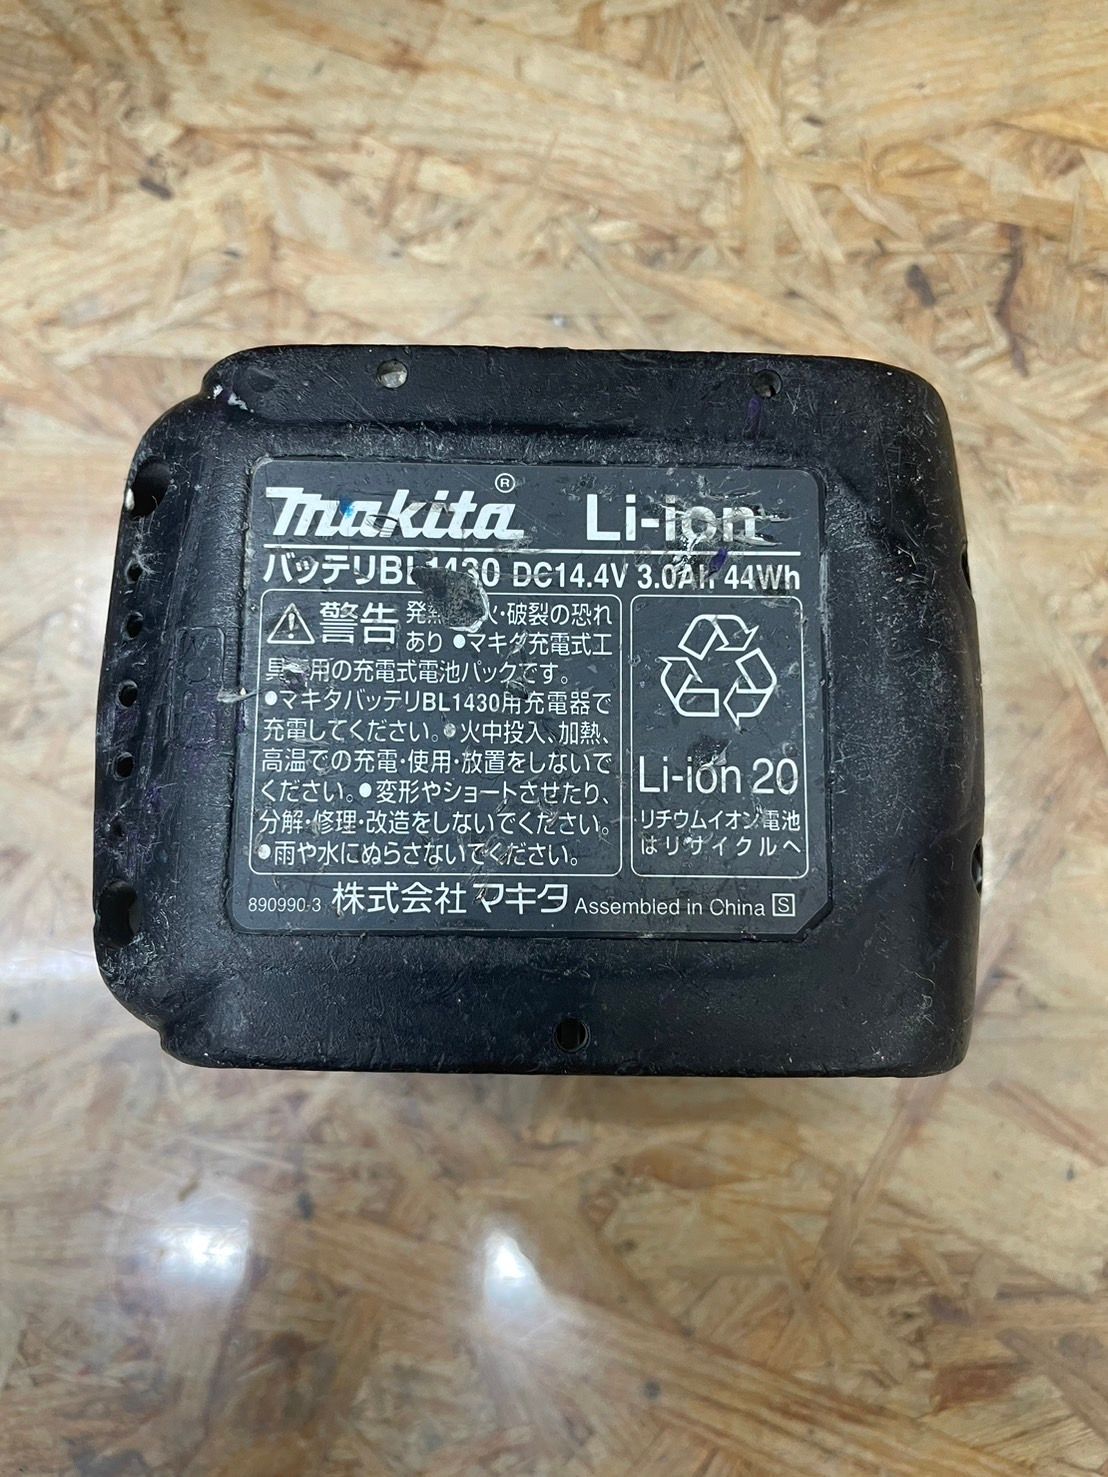 makita® Li-ion
バッテリBL1430 DC14.4V 3.0Ah 44Wh
警告 ・破裂の恐れ
あり ●マキタ充電式工
用の充電式電池パックです。
●マキタバッテリBL1430用充電器で
充電してください。●火中投入、加熱、
高温での充電・使用・放置をしないで
ください。●変形やショートさせたり、
分解・修理・改造をしないでください。
●雨や水にぬらさないでください。
Li-ion 20
リチウムイオン電池
はリサイクルへ
890990-3 株式会社 マキタ Assembled in China S